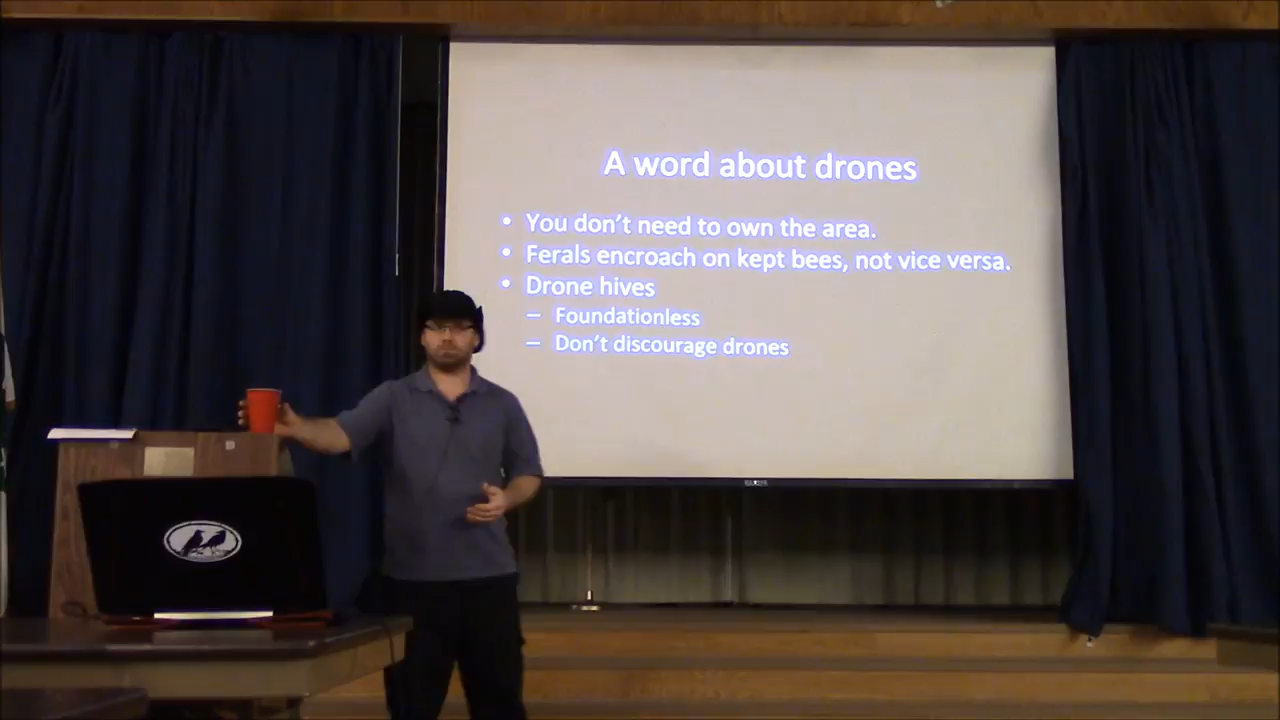 A word about drones
• You don't need to own the area.
• Ferals encroach on kept bees, not vice versa.
• Drone hives
– Foundationless
– Don't discourage drones